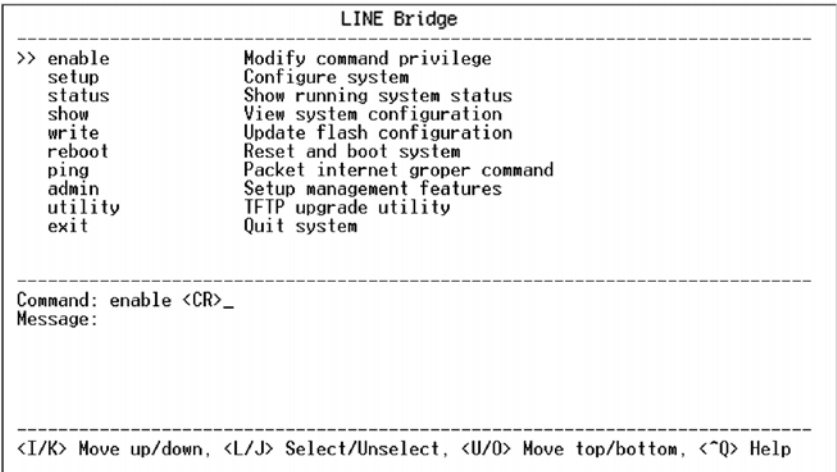 LINE Bridge
>> enable Modify command privilege
setup Configure system
status Show running system status
show View system configuration
write Update flash configuration
reboot Reset and boot system
ping Packet internet groper command
admin Setup management features
utility TFTP upgrade utility
exit Quit system
Command: enable <CR>_
Message:
<I/K> Move up/down, <L/J> Select/Unselect, <U/O> Move top/bottom, <^Q> Help